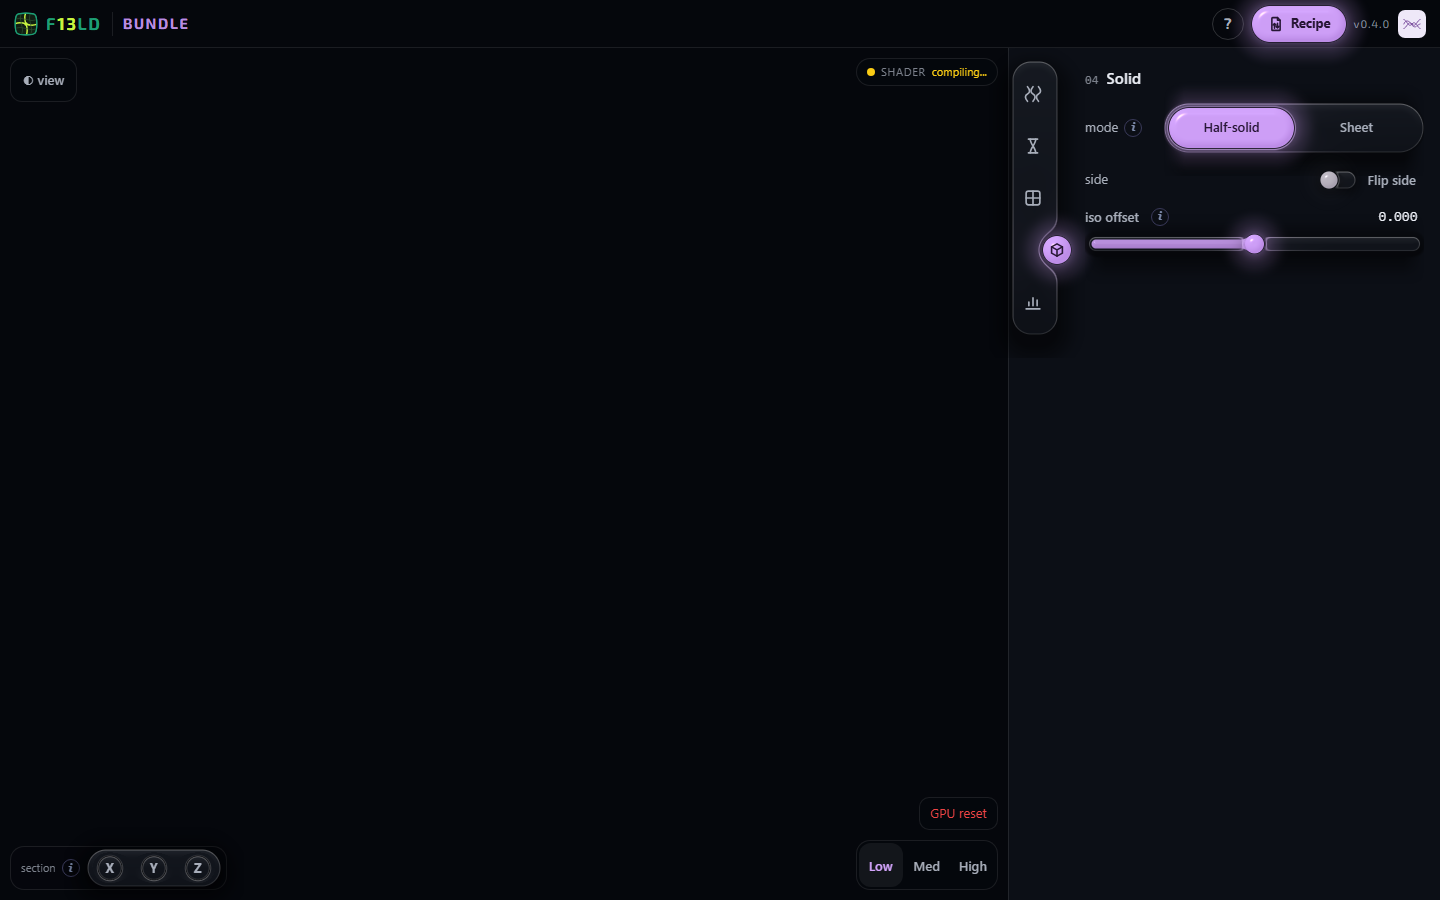 F13LD BUNDLE
? Recipe v0.4.0
view
SHADER compiling...
04 Solid
mode i Half-solid Sheet
side Flip side
iso offset i 0.000
GPU reset
section i X Y Z
Low Med High